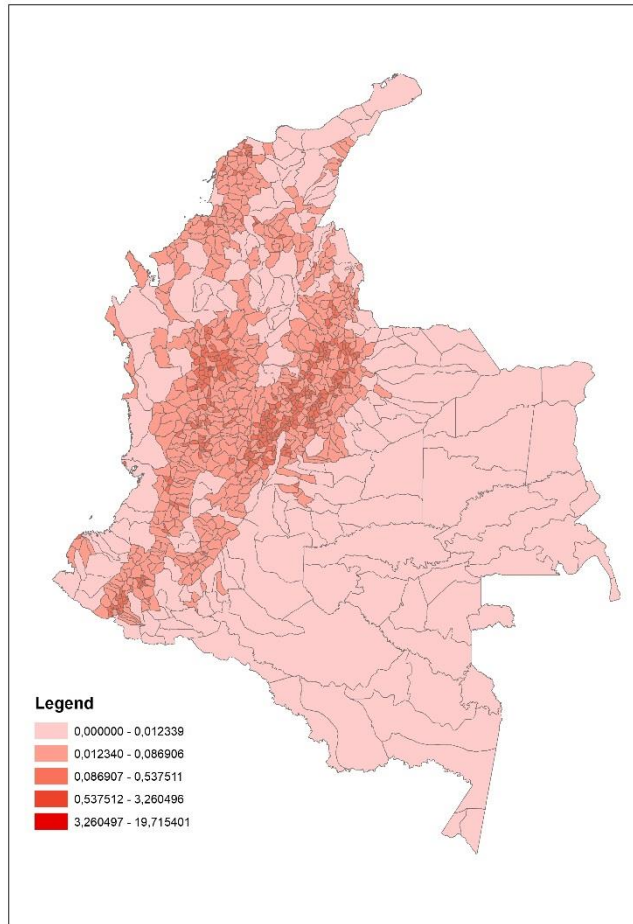 Legend
0,000000 - 0,012339
0,012340 - 0,086906
0,086907 - 0,537511
0,537512 - 3,260496
3,260497 - 19,715401